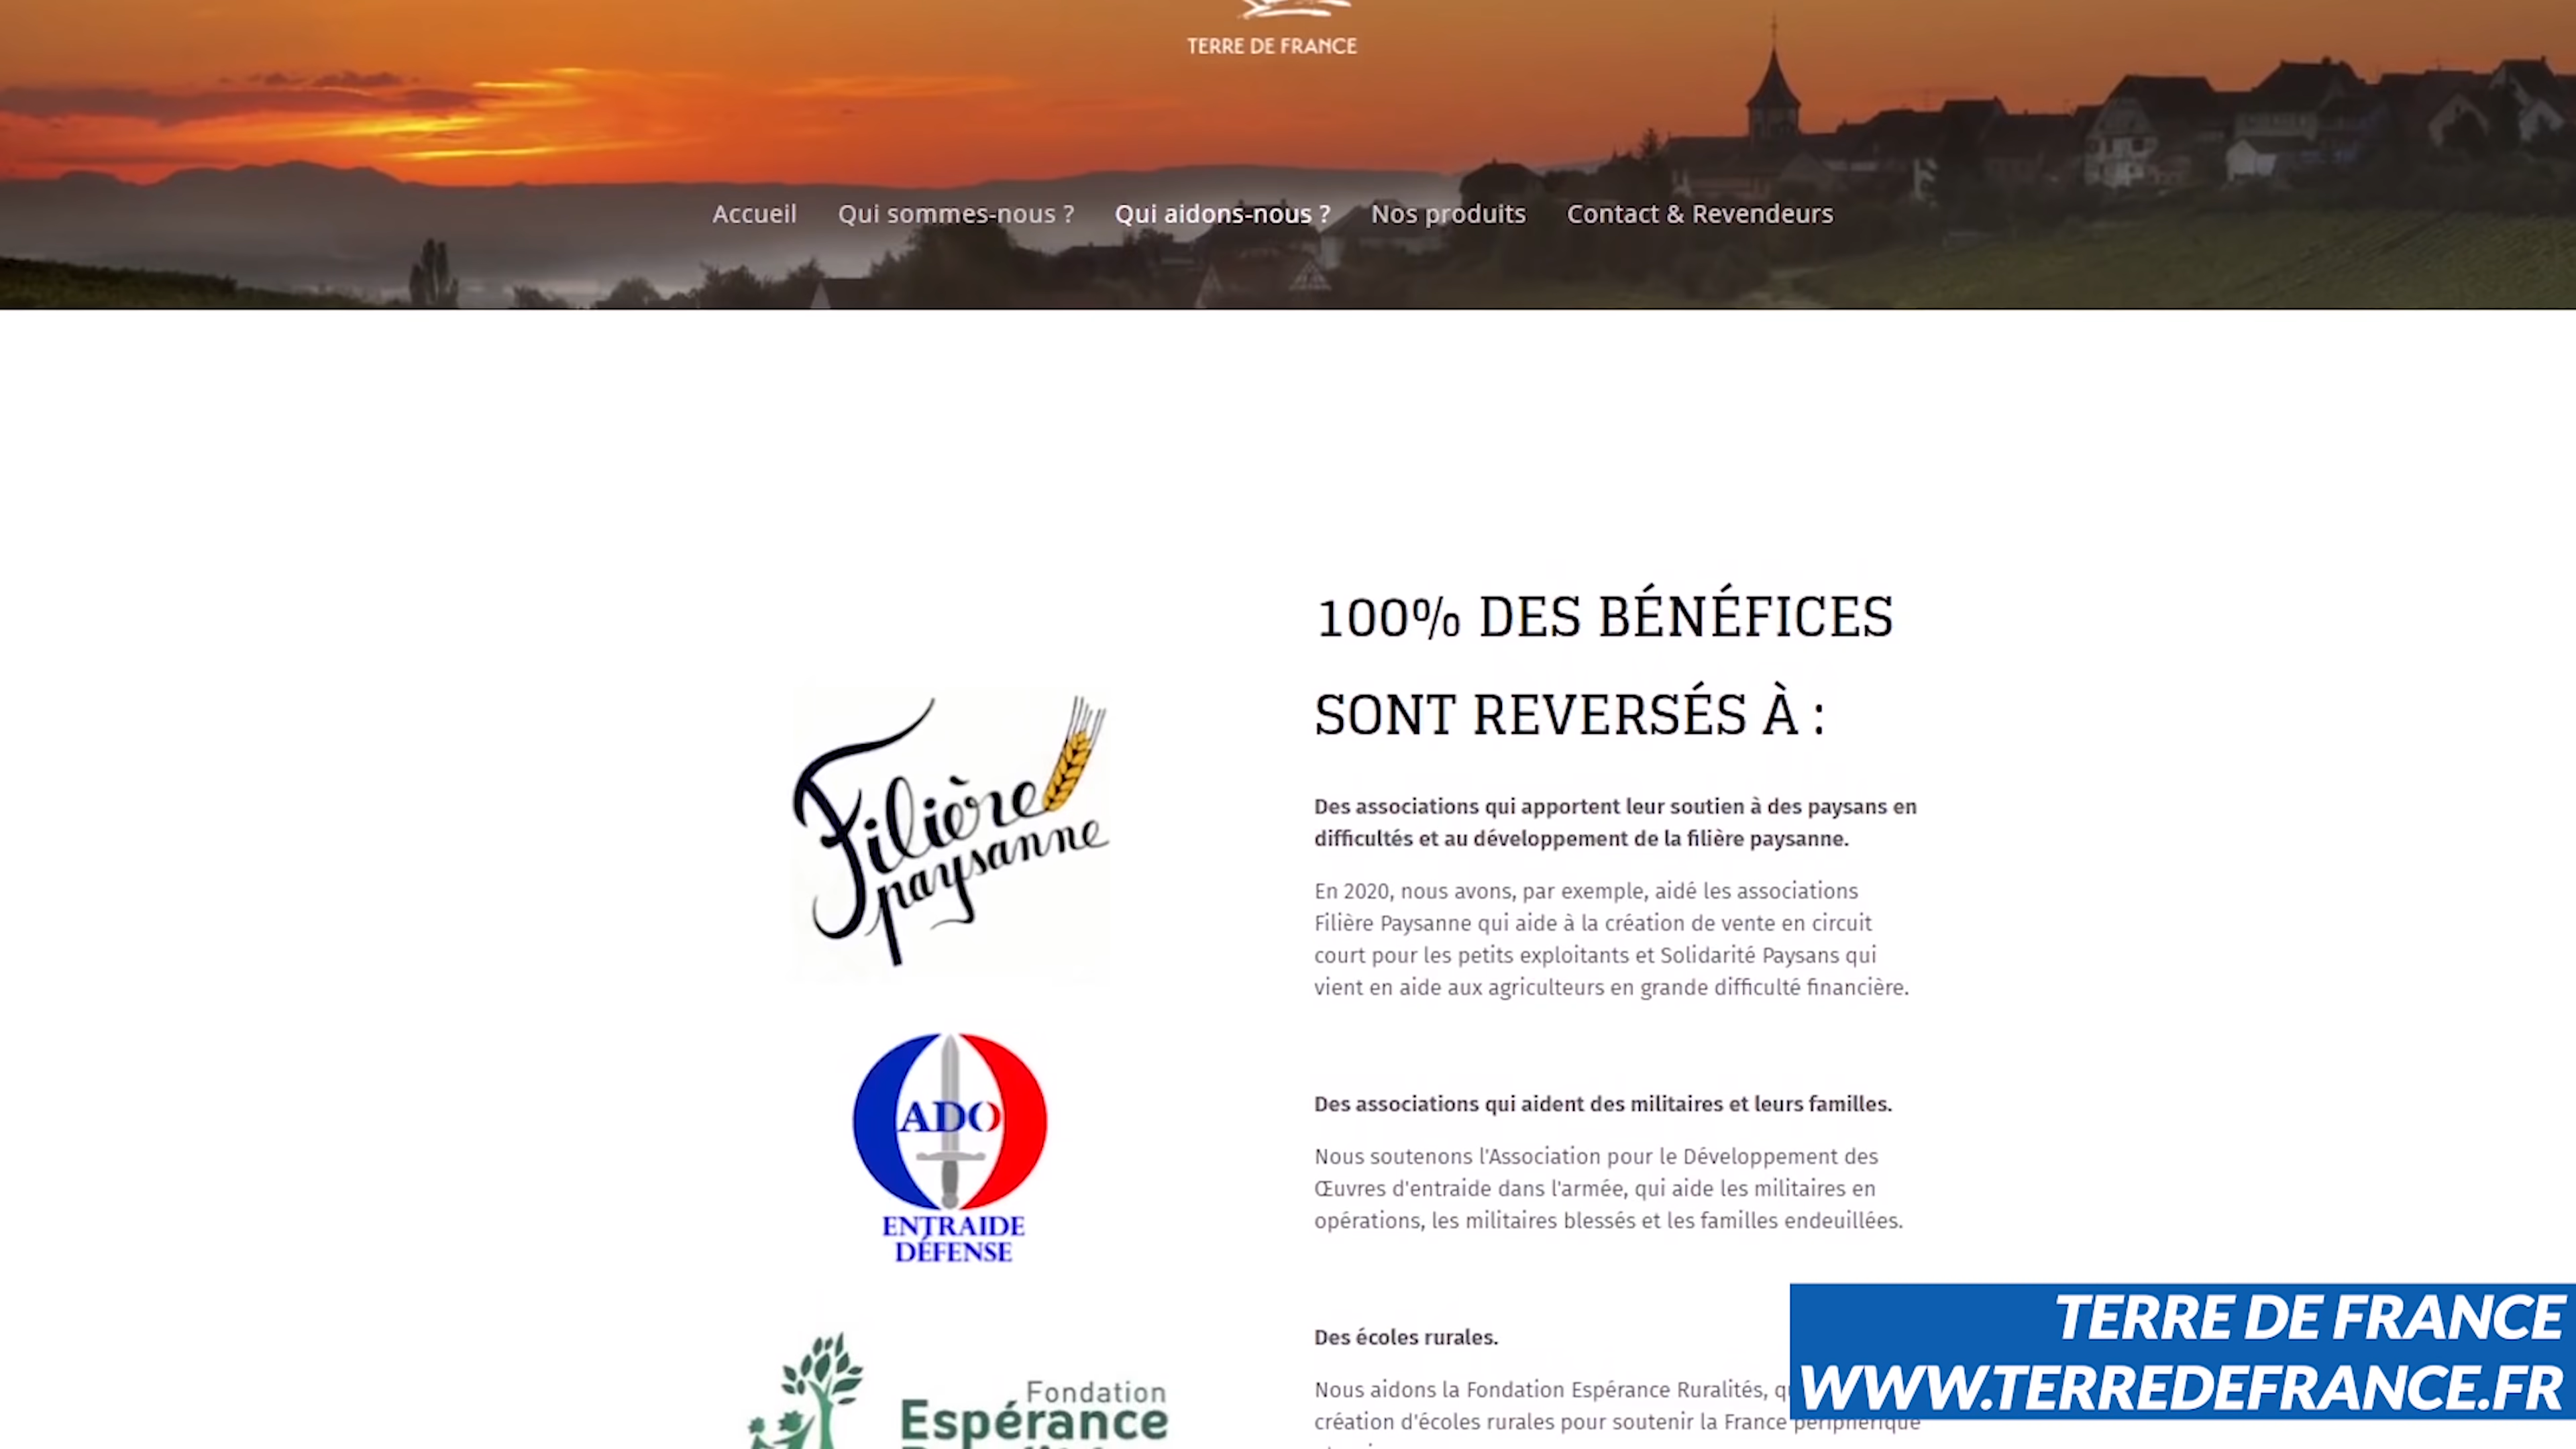 TERRE DE FRANCE
Accueil
Qui sommes-nous ?
Qui aidons-nous ?
Nos produits
Contact & Revendeurs
100% DES BÉNÉFICES
SONT REVERSÉS À :
Filière
paysanne
Des associations qui apportent leur soutien à des paysans en
difficultés et au développement de la filière paysanne.
En 2020, nous avons, par exemple, aidé les associations
Filière Paysanne qui aide à la création de vente en circuit
court pour les petits exploitants et Solidarité Paysans qui
vient en aide aux agriculteurs en grande difficulté financière.
ADO
ENTRAIDE
DÉFENSE
Des associations qui aident des militaires et leurs familles.
Nous soutenons l'Association pour le Développement des
Œuvres d'entraide dans l'armée, qui aide les militaires en
opérations, les militaires blessés et les familles endeuillées.
Fondation
Espérance
Des écoles rurales.
Nous aidons la Fondation Espérance Ruralités,
création d'écoles rurales pour soutenir la France périphérique
TERRE DE FRANCE
WWW.TERREDEFRANCE.FR